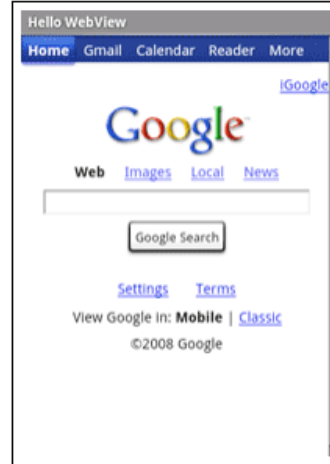 Hello WebView
Home Gmail Calendar Reader More
iGoogle
Google
Web Images Local News
Google Search
Settings Terms
View Google in: Mobile | Classic
©2008 Google